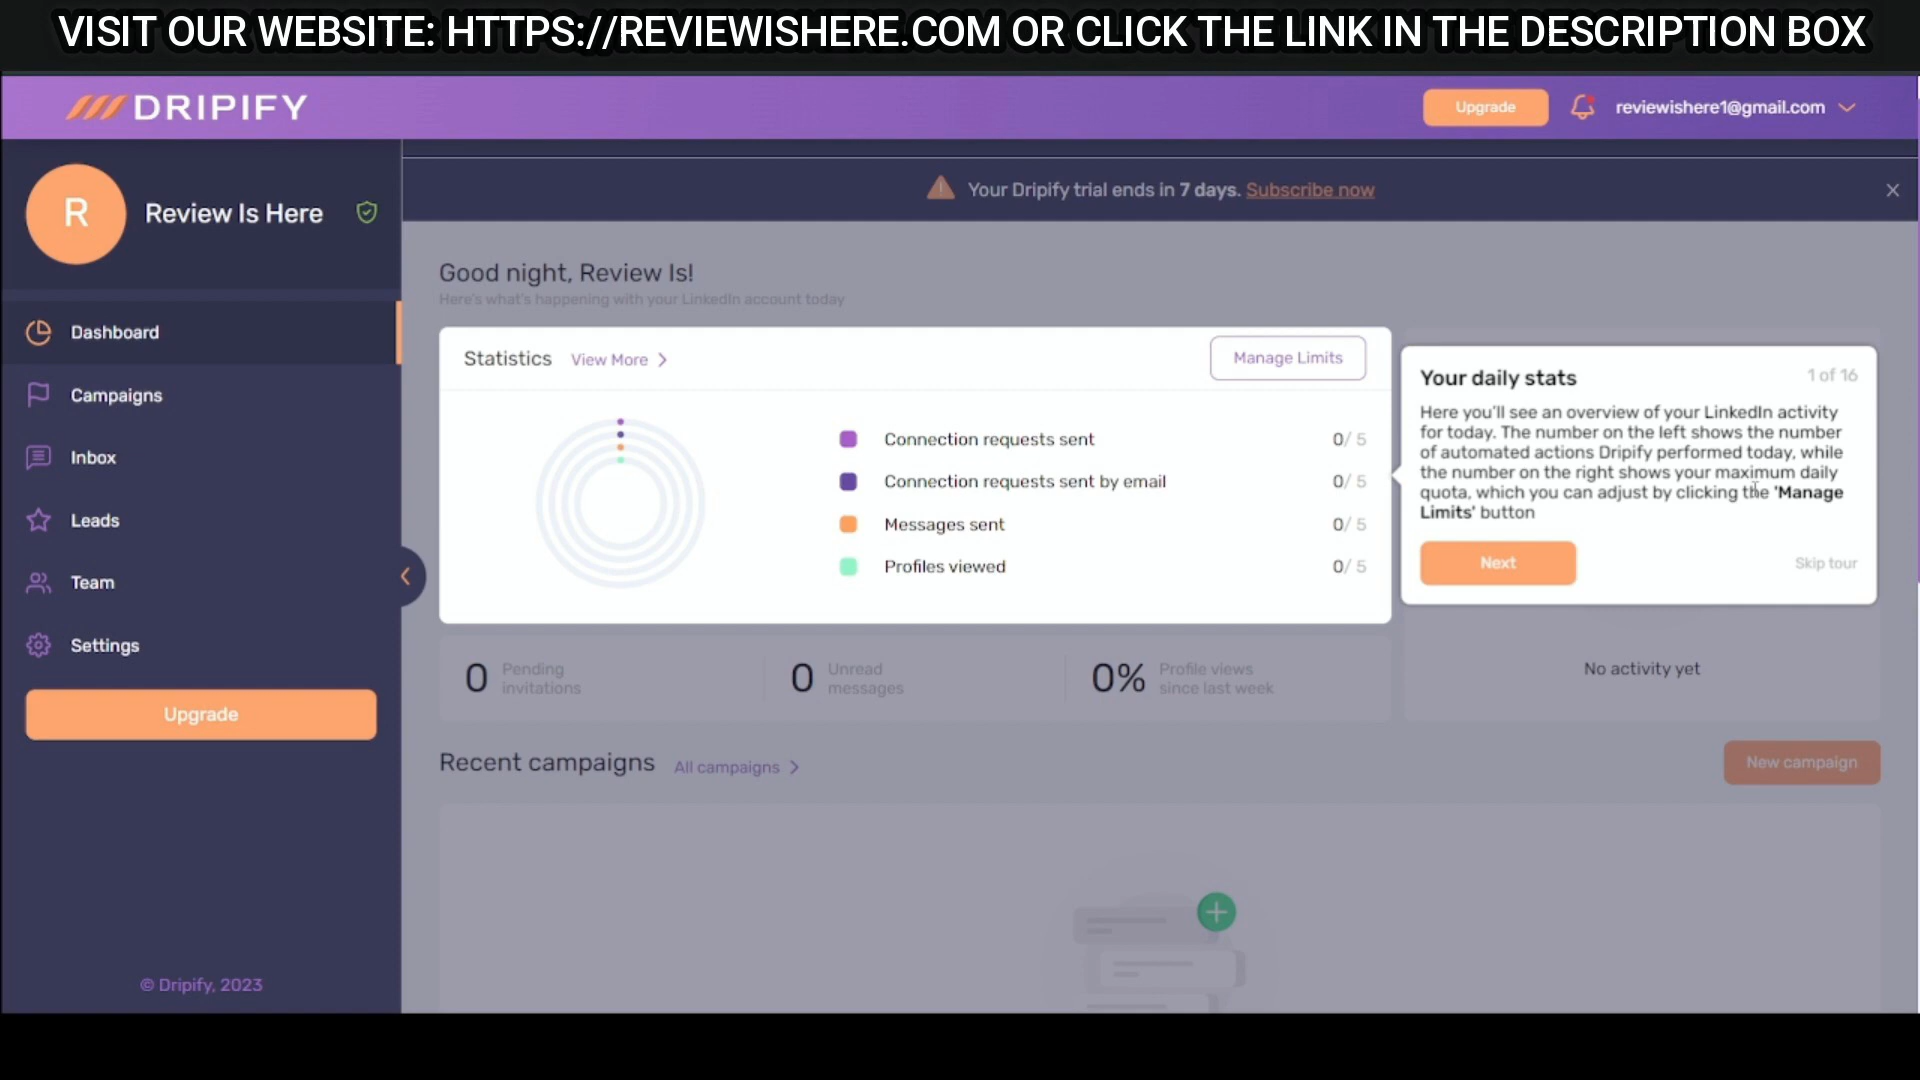 VISIT OUR WEBSITE: HTTPS://REVIEWISHERE.COM OR CLICK THE LINK IN THE DESCRIPTION BOX
DRIPIFY
Upgrade
reviewishere1@gmail.com
R
Review Is Here
Your Dripify trial ends in 7 days. Subscribe now
Good night, Review Is!
Here's what's happening with your LinkedIn account today
Dashboard
Campaigns
Inbox
Leads
Team
Settings
Upgrade
© Dripify, 2023
Statistics
View More
Manage Limits
Connection requests sent 0/ 5
Connection requests sent by email 0/ 5
Messages sent 0/ 5
Profiles viewed 0/ 5
Your daily stats
1 of 16
Here you'll see an overview of your LinkedIn activity
for today. The number on the left shows the number
of automated actions Dripify performed today, while
the number on the right shows your maximum daily
quota, which you can adjust by clicking the 'Manage
Limits' button
Next
Skip tour
0 Pending
invitations
0 Unread
messages
0% Profile views
since last week
No activity yet
Recent campaigns
All campaigns
New campaign